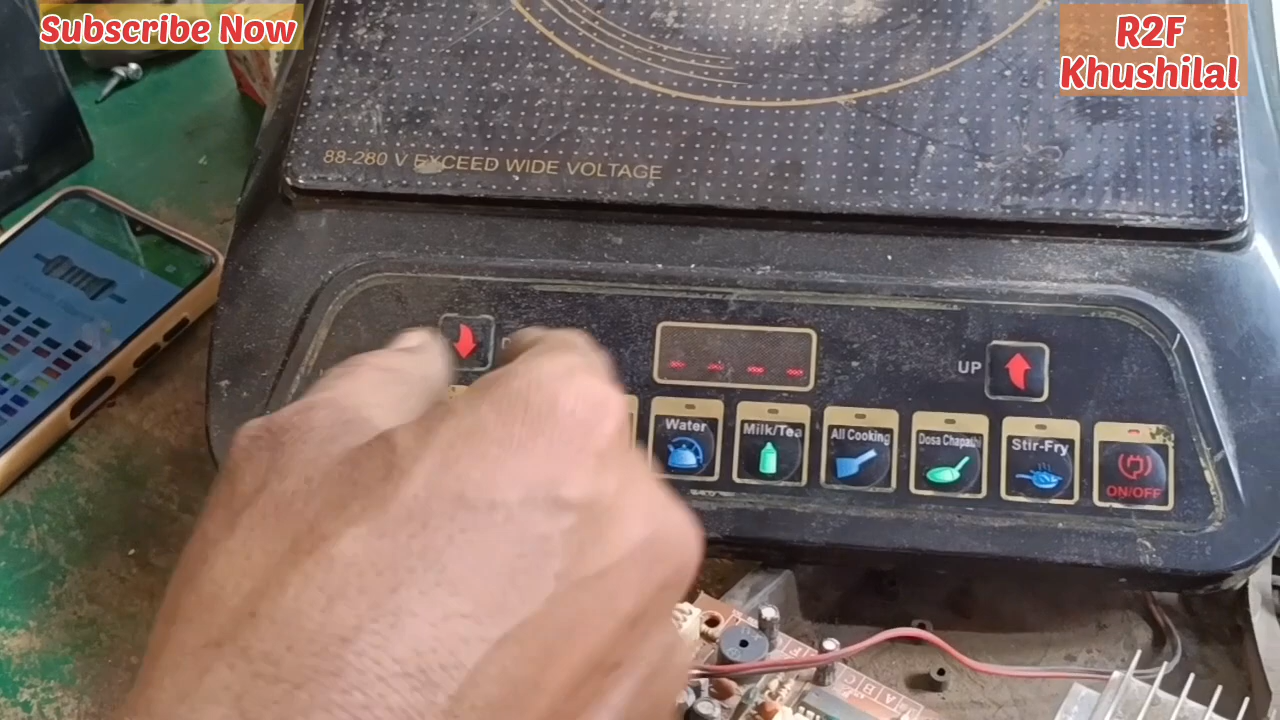 Subscribe Now
R2F
Khushilal
88-280 V EXCEED WIDE VOLTAGE
UP
Water
Milk/Tea
All Cooking
Dosa Chapathi
Stir-Fry
ON/OFF